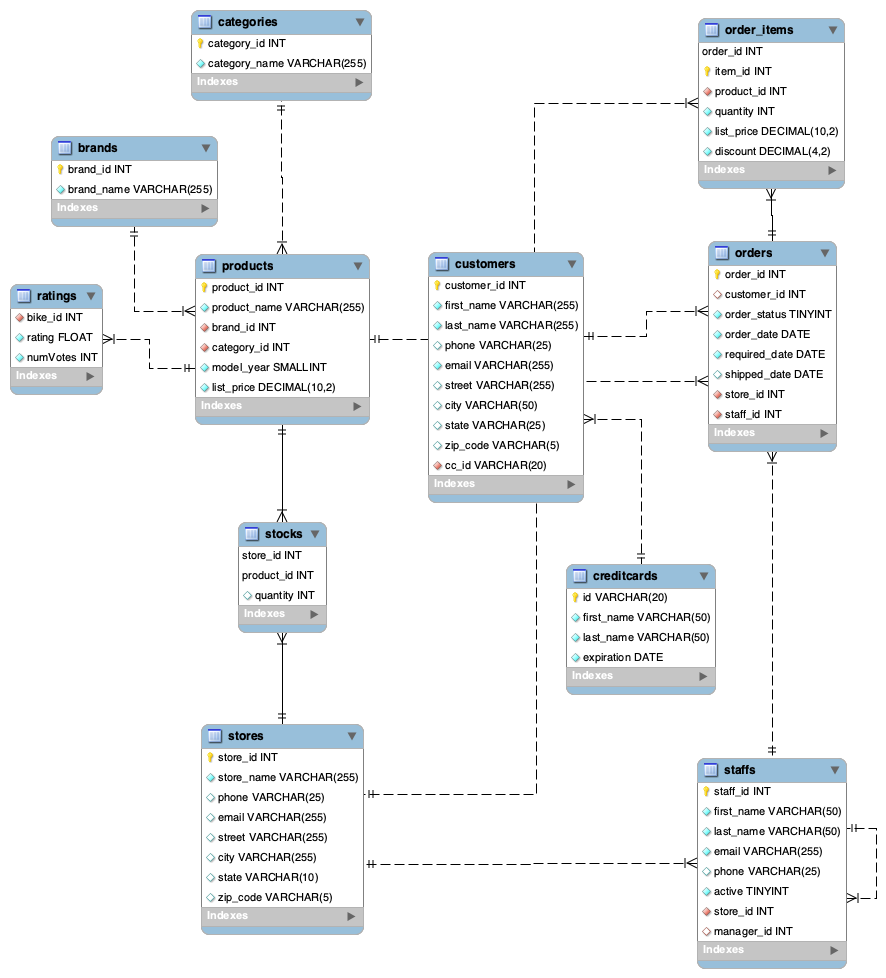 categories
category_id INT
category_name VARCHAR(255)
Indexes
order_items
order_id INT
item_id INT
product_id INT
quantity INT
list_price DECIMAL(10,2)
discount DECIMAL(4,2)
Indexes
brands
brand_id INT
brand_name VARCHAR(255)
Indexes
ratings
bike_id INT
rating FLOAT
numVotes INT
Indexes
products
product_id INT
product_name VARCHAR(255)
brand_id INT
category_id INT
model_year SMALLINT
list_price DECIMAL(10,2)
Indexes
customers
customer_id INT
first_name VARCHAR(255)
last_name VARCHAR(255)
phone VARCHAR(25)
email VARCHAR(255)
street VARCHAR(255)
city VARCHAR(50)
state VARCHAR(25)
zip_code VARCHAR(5)
cc_id VARCHAR(20)
Indexes
orders
order_id INT
customer_id INT
order_status TINYINT
order_date DATE
required_date DATE
shipped_date DATE
store_id INT
staff_id INT
Indexes
stocks
store_id INT
product_id INT
quantity INT
Indexes
creditcards
id VARCHAR(20)
first_name VARCHAR(50)
last_name VARCHAR(50)
expiration DATE
Indexes
stores
store_id INT
store_name VARCHAR(255)
phone VARCHAR(25)
email VARCHAR(255)
street VARCHAR(255)
city VARCHAR(255)
state VARCHAR(10)
zip_code VARCHAR(5)
Indexes
staffs
staff_id INT
first_name VARCHAR(50)
last_name VARCHAR(50)
email VARCHAR(255)
phone VARCHAR(25)
active TINYINT
store_id INT
manager_id INT
Indexes